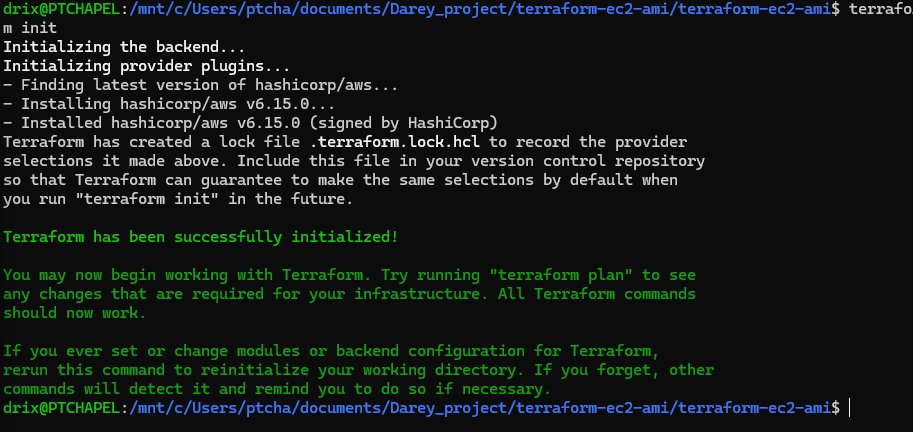 drix@PTCHAPEL:/mnt/c/Users/ptcha/documents/Darey_project/terraform-ec2-ami/terraform-ec2-ami$ terrafo
m init
Initializing the backend...
Initializing provider plugins...
- Finding latest version of hashicorp/aws...
- Installing hashicorp/aws v6.15.0...
- Installed hashicorp/aws v6.15.0 (signed by HashiCorp)
Terraform has created a lock file .terraform.lock.hcl to record the provider
selections it made above. Include this file in your version control repository
so that Terraform can guarantee to make the same selections by default when
you run "terraform init" in the future.
Terraform has been successfully initialized!
You may now begin working with Terraform. Try running "terraform plan" to see
any changes that are required for your infrastructure. All Terraform commands
should now work.
If you ever set or change modules or backend configuration for Terraform,
rerun this command to reinitialize your working directory. If you forget, other
commands will detect it and remind you to do so if necessary.
drix@PTCHAPEL:/mnt/c/Users/ptcha/documents/Darey_project/terraform-ec2-ami/terraform-ec2-ami$